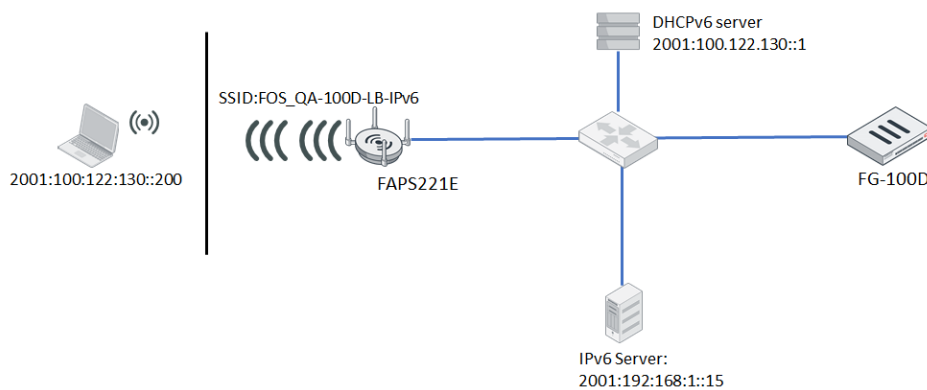 DHCPv6 server
2001:100.122.130::1
SSID:FOS_QA-100D-LB-IPv6
2001:100:122:130::200
FAPS221E
FG-100D
IPv6 Server:
2001:192:168:1::15